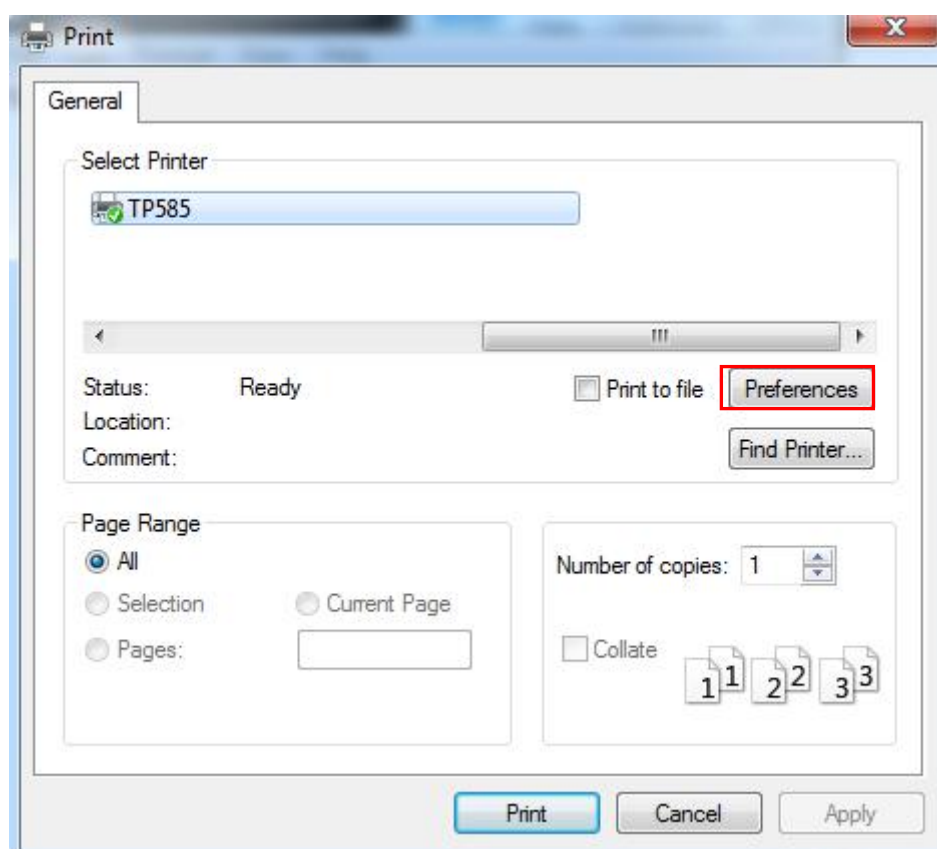 Print
General
Select Printer
TP585
Status: Ready
Print to file
Preferences
Location:
Comment:
Find Printer...
Page Range
All
Selection
Current Page
Pages:
Number of copies: 1
Collate
1 1 2 2 3 3
Print
Cancel
Apply